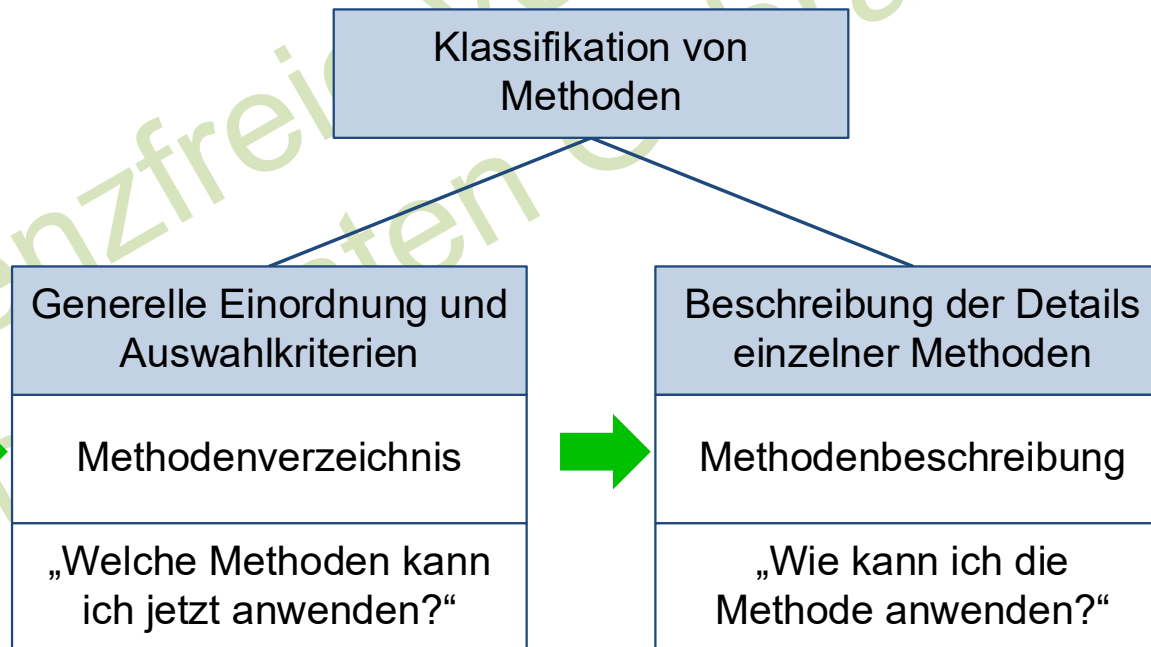 Klassifikation von
Methoden
Generelle Einordnung und
Auswahlkriterien
Methodenverzeichnis
„Welche Methoden kann
ich jetzt anwenden?“
Beschreibung der Details
einzelner Methoden
Methodenbeschreibung
„Wie kann ich die
Methode anwenden?“